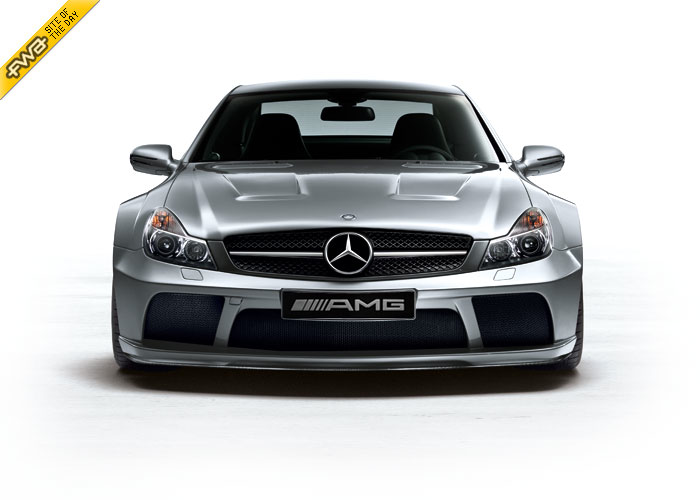 FWA
SITE OF
THE DAY
AMG